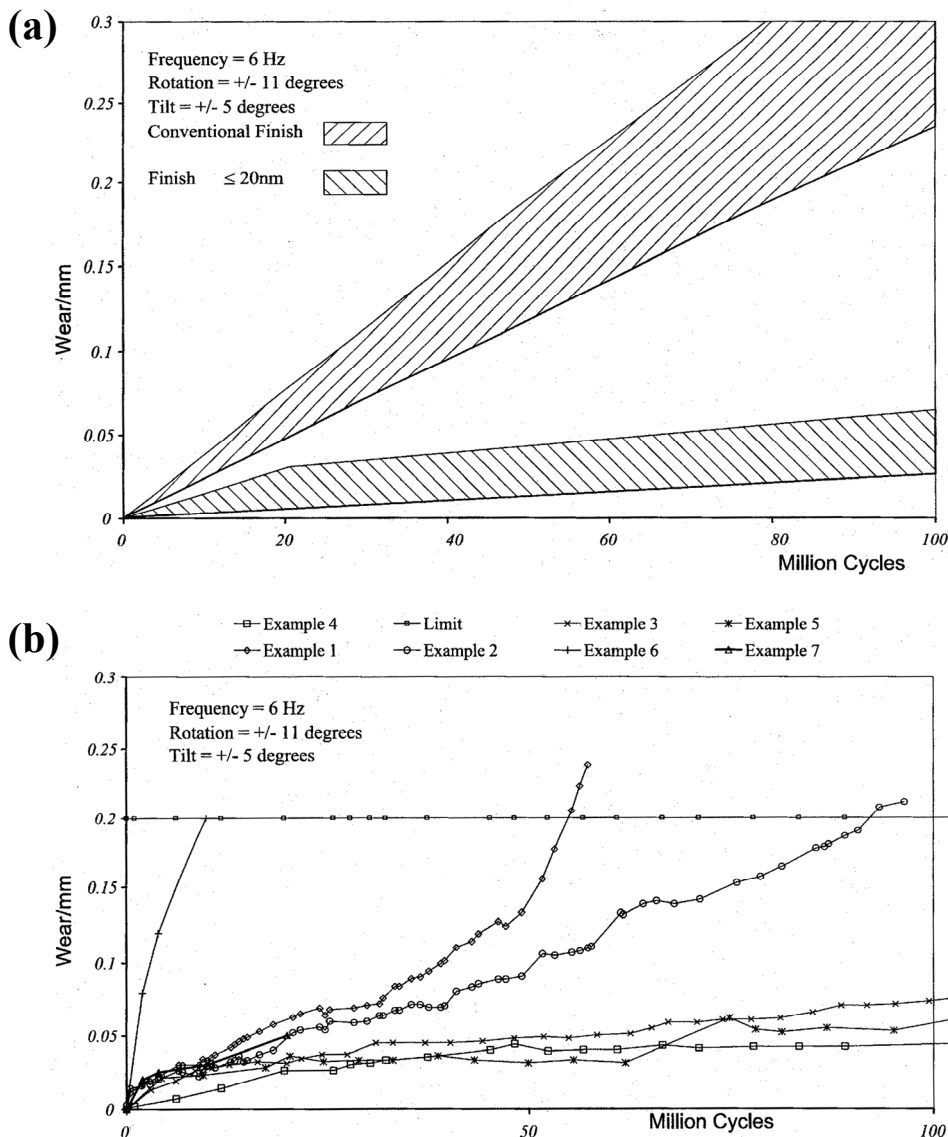 (a)
0.3
0.25
0.2
0.15
0.1
0.05
0
Wear/mm
Frequency = 6 Hz
Rotation = +/- 11 degrees
Tilt = +/- 5 degrees
Conventional Finish
Finish ≤ 20nm
0 20 40 60 80 100
Million Cycles
(b)
Example 4 Limit Example 3 Example 5
Example 1 Example 2 Example 6 Example 7
0.3
0.25
0.2
0.15
0.1
0.05
0
Wear/mm
Frequency = 6 Hz
Rotation = +/- 11 degrees
Tilt = +/- 5 degrees
0 50 100
Million Cycles